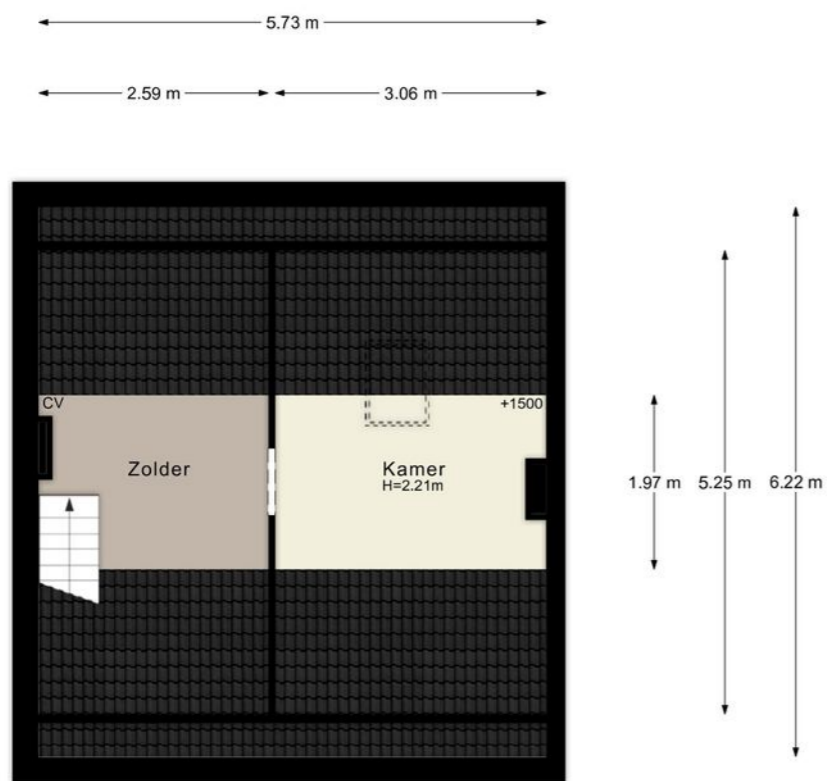 5.73 m
2.59 m
3.06 m
CV
+1500
Zolder
Kamer
H=2.21m
1.97 m
5.25 m
6.22 m